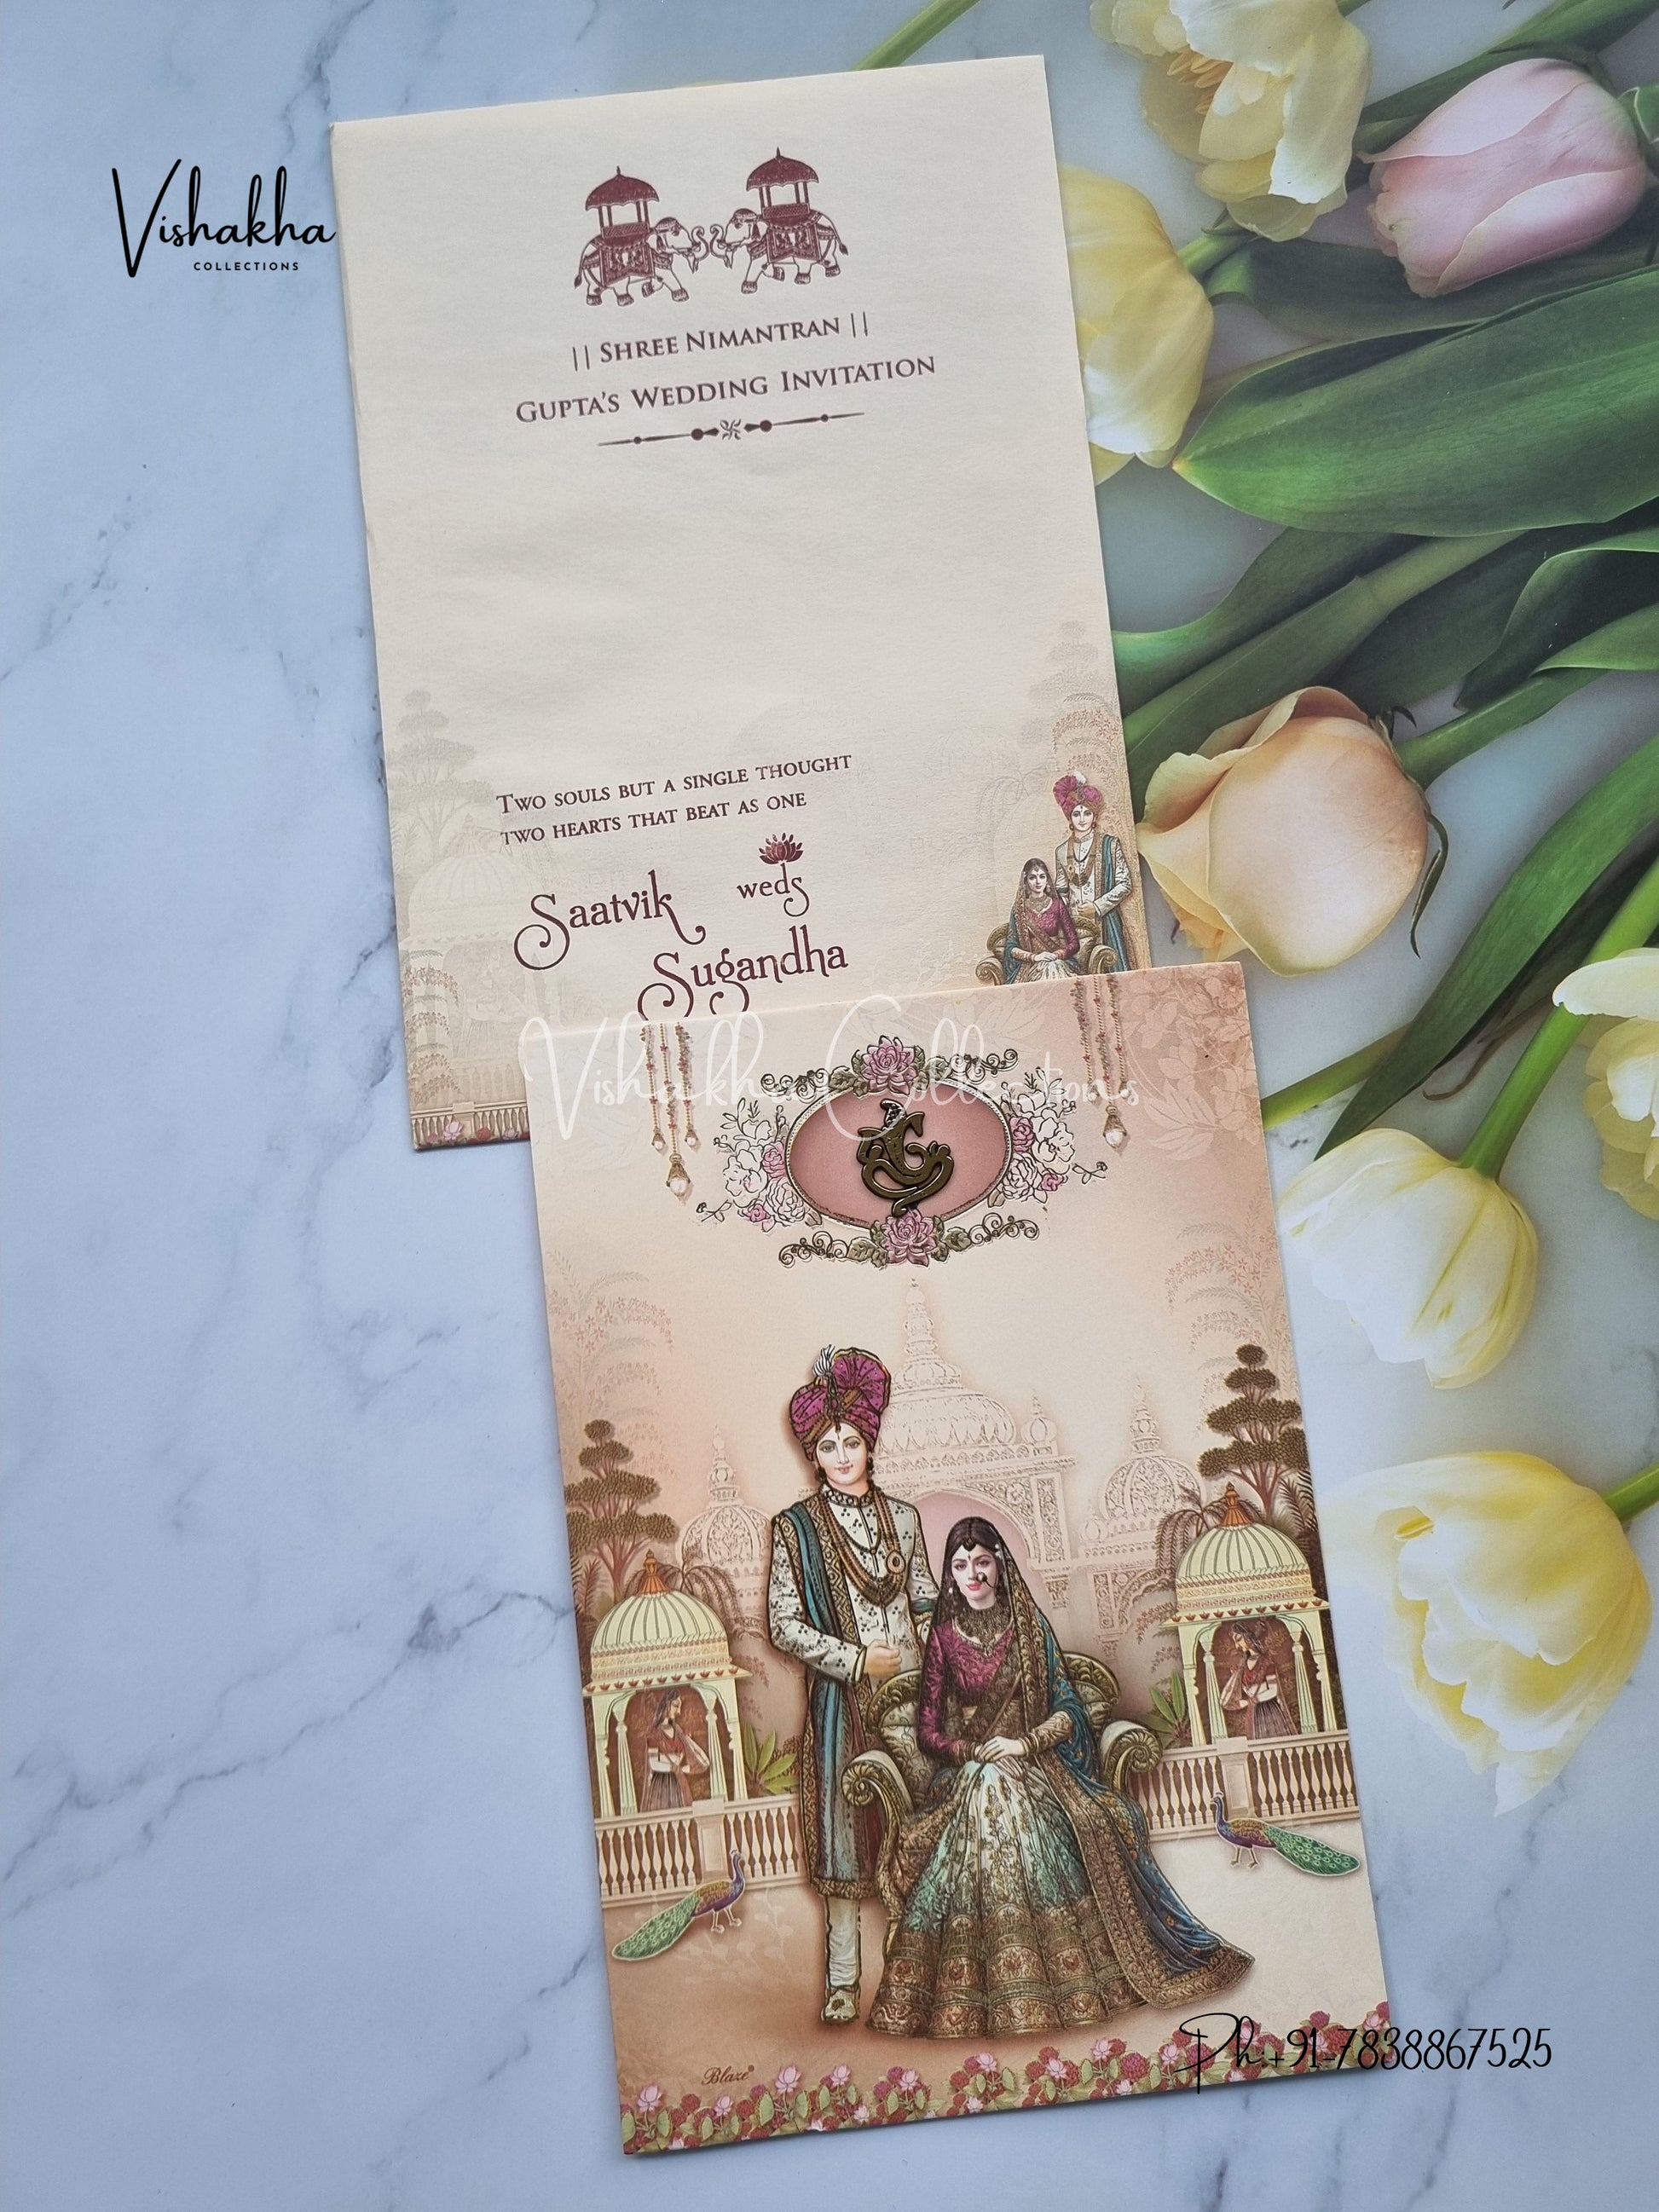 Vishakha
COLLECTIONS
|| SHREE NIMANTRAN ||
GUPTA'S WEDDING INVITATION
TWO SOULS BUT A SINGLE THOUGHT
TWO HEARTS THAT BEAT AS ONE
Saatvik weds
Sugandha
Vishakha Collections
Blaze
Ph:+91-7838867525